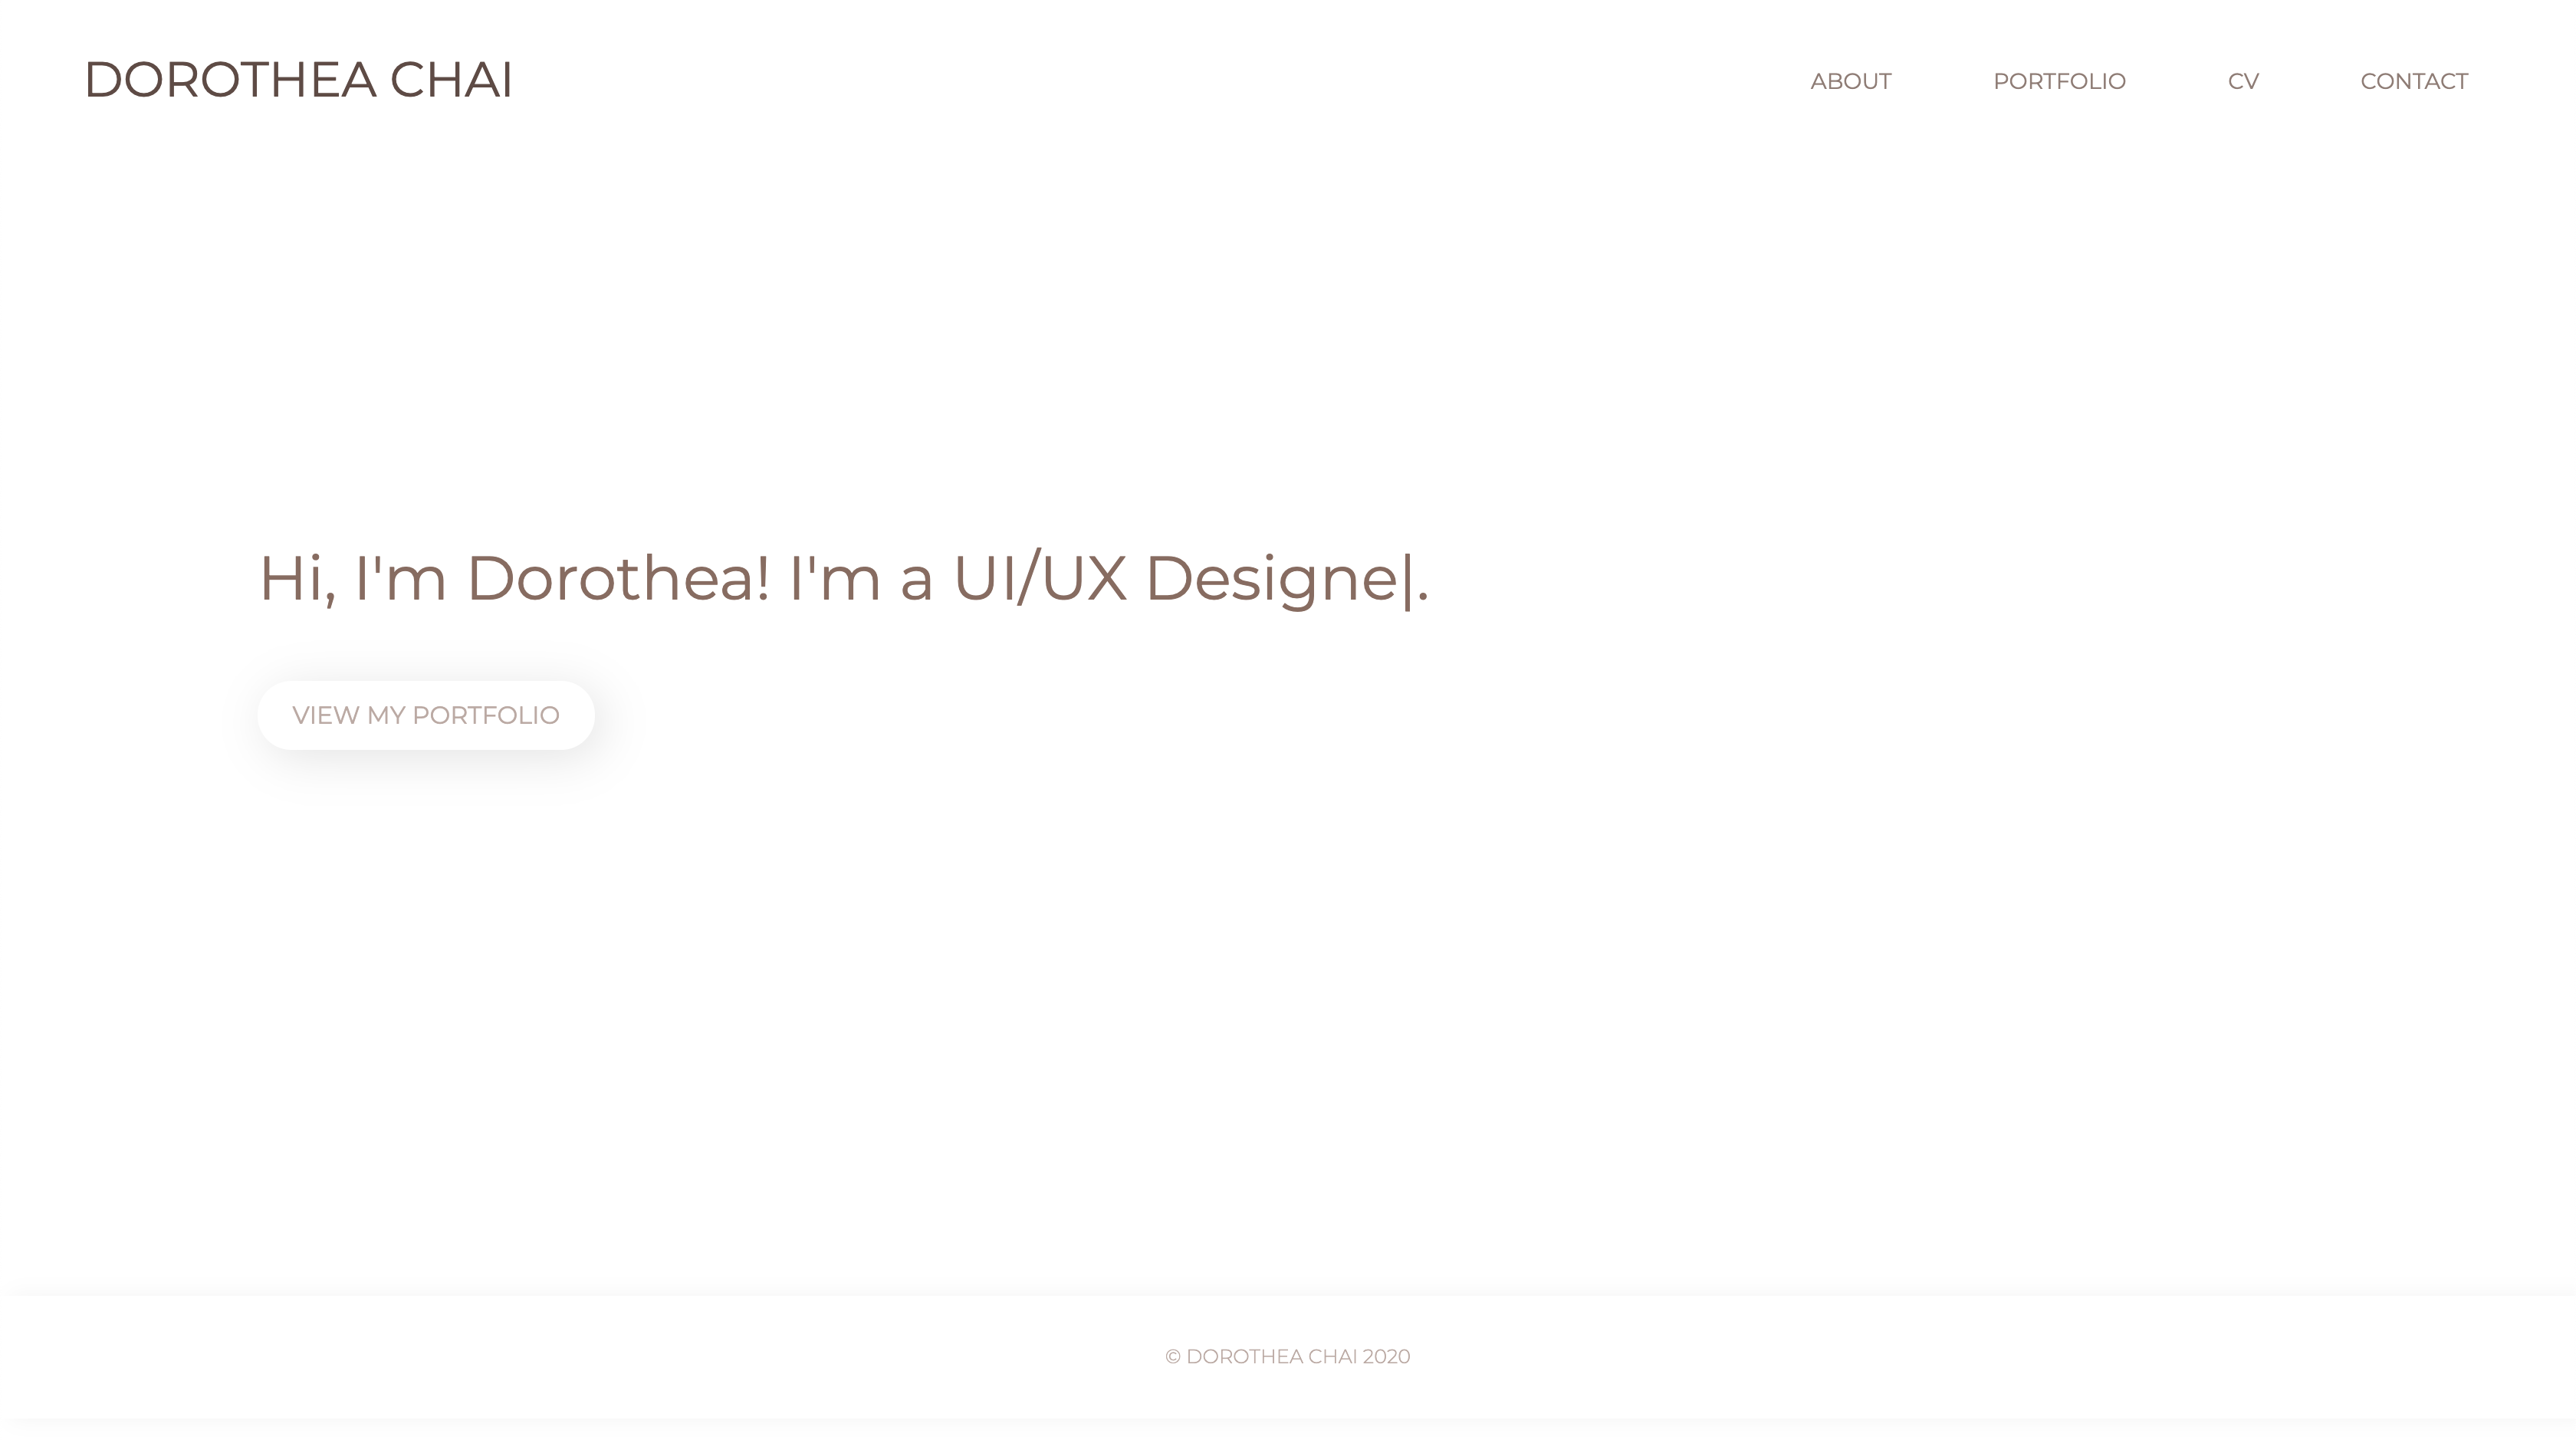 DOROTHEA CHAI
ABOUT PORTFOLIO CV CONTACT
Hi, I'm Dorothea! I'm a UI/UX Designe|.
VIEW MY PORTFOLIO
© DOROTHEA CHAI 2020